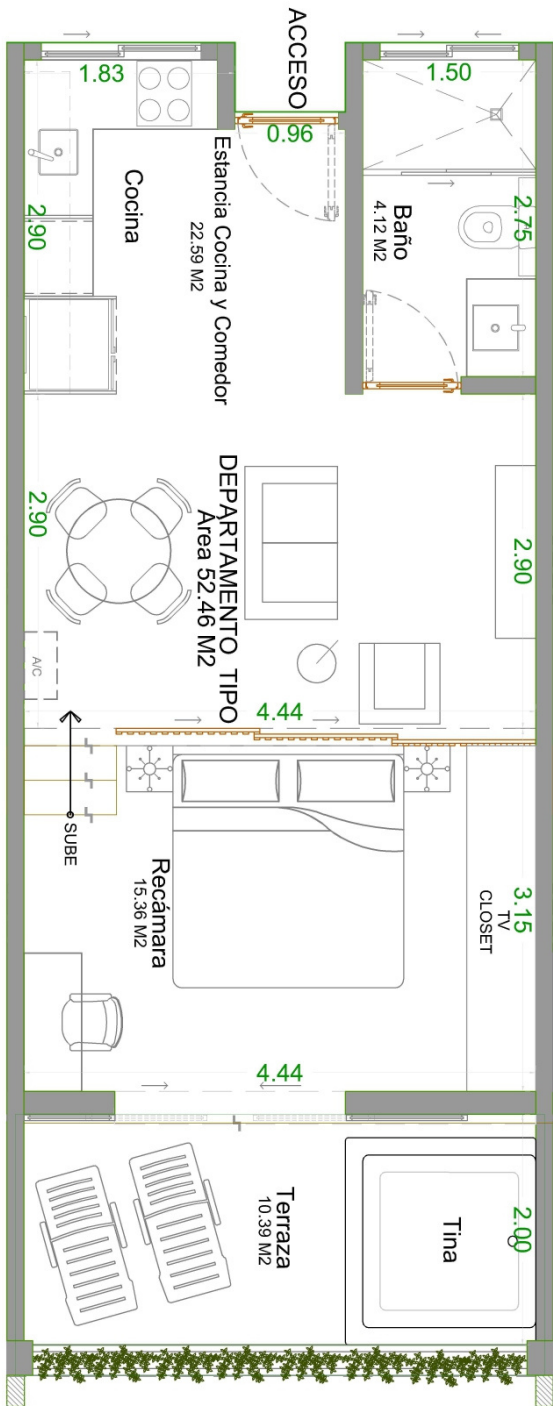 ACCESO
1.83
0.96
1.50
Estancia Cocina y Comedor
22.59 M2
Cocina
2.90
Baño
4.12 M2
2.75
DEPARTAMENTO TIPO
Área 52.46 M2
2.90
2.90
A/C
4.44
SUBE
Recámara
15.36 M2
3.15
TV
CLOSET
4.44
Terraza
10.39 M2
Tina
2.00